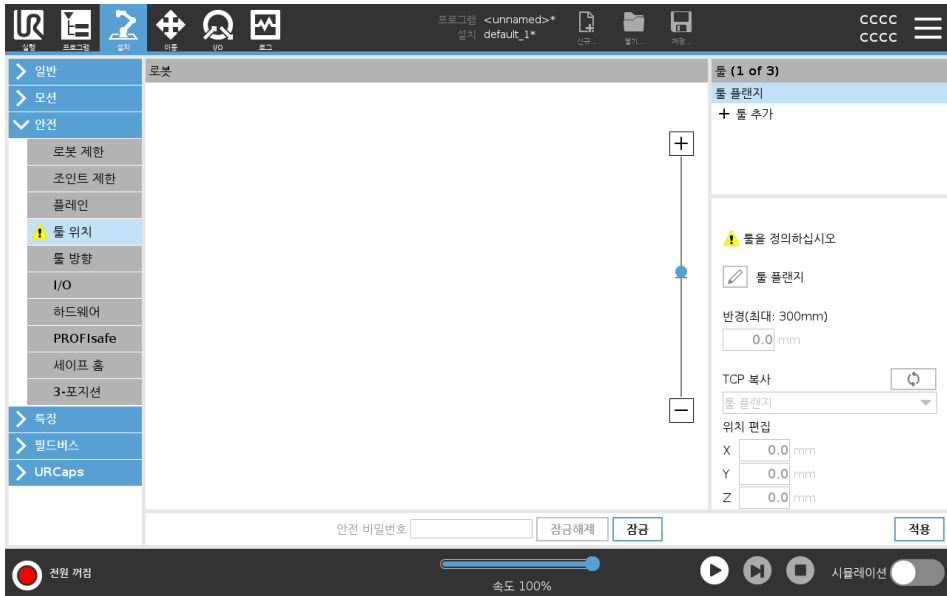 UR
실행
프로그램
설치
이동
I/O
로그
프로그램 <unnamed>*
설치 default_1*
신규...
열기...
저장...
cccc
cccc
일반
모션
안전
로봇 제한
조인트 제한
플레인
툴 위치
툴 방향
I/O
하드웨어
PROFIsafe
세이프 홈
3-포지션
특징
필드버스
URCaps
로봇
툴 (1 of 3)
툴 플랜지
+ 툴 추가
툴을 정의하십시오
툴 플랜지
반경(최대: 300mm)
0.0 mm
TCP 복사
툴 플랜지
위치 편집
X 0.0 mm
Y 0.0 mm
Z 0.0 mm
안전 비밀번호 잠금해제 잠금
적용
전원 꺼짐
속도 100%
시뮬레이션